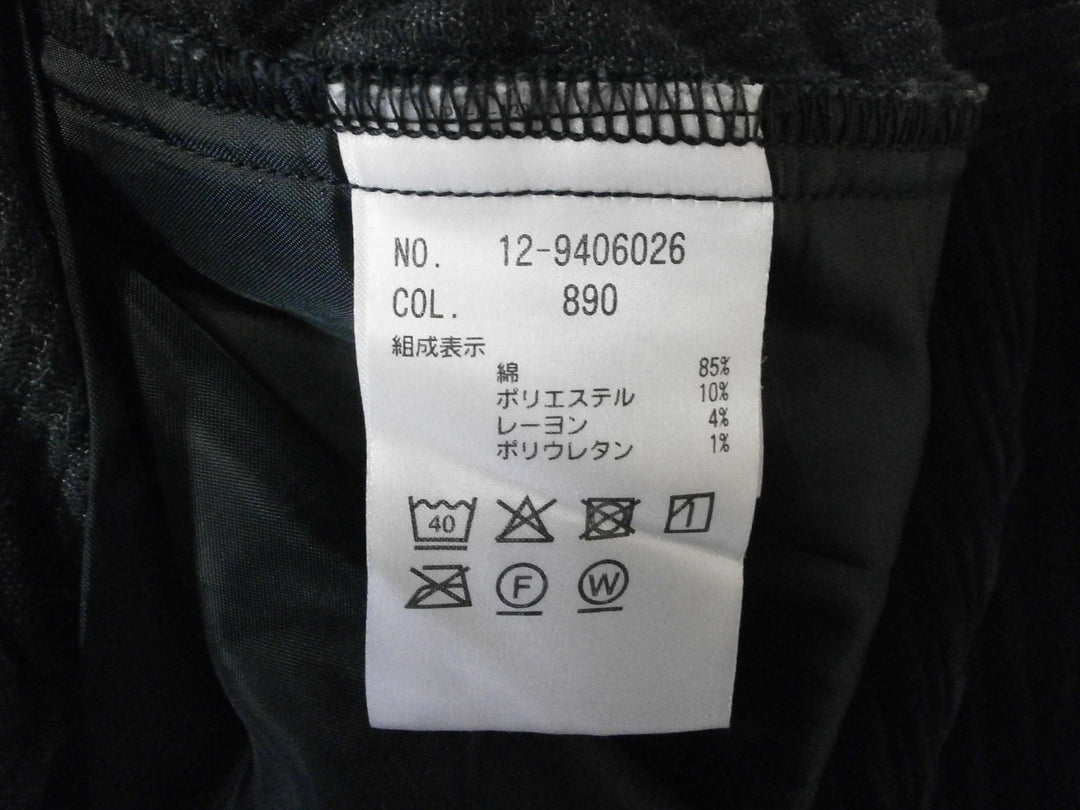 NO. 12-9406026
COL. 890
組成表示
綿 85%
ポリエステル 10%
レーヨン 4%
ポリウレタン 1%
40
F W